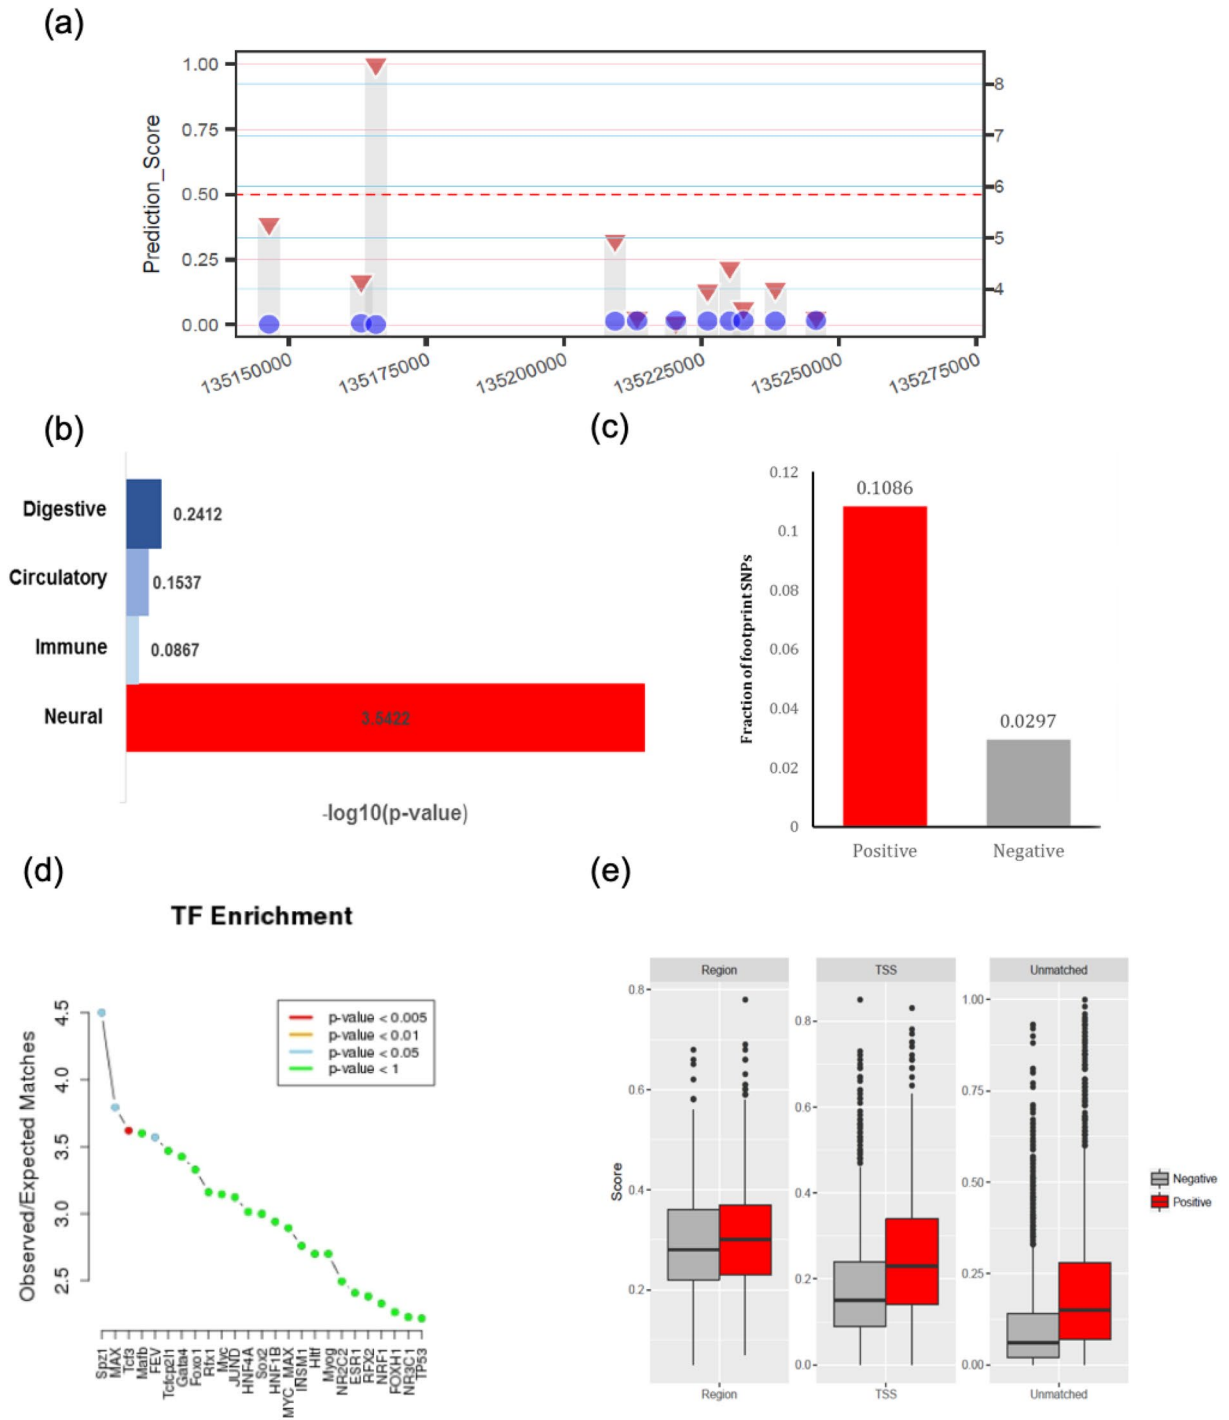 (a)
Prediction_Score
1.00
0.75
0.50
0.25
0.00
8
7
6
5
4
135150000
135175000
135200000
135225000
135250000
135275000
(b)
Digestive
0.2412
Circulatory
0.1537
Immune
0.0867
Neural
3.5422
-log10(p-value)
(c)
Fraction of footprint SNPs
0.12
0.1
0.08
0.06
0.04
0.02
0
0.1086
0.0297
Positive
Negative
(d)
TF Enrichment
Observed/Expected Matches
4.5
4.0
3.5
3.0
2.5
p-value < 0.005
p-value < 0.01
p-value < 0.05
p-value < 1
Spz1
MAX
Tcf3
Mafb
FEV
Tcfcp2l1
Gata4
Foxo1
Rfx1
Myc
JUND
HNF4A
Sox2
HNF1B
MYC_MAX
INSM1
Hltf
Myog
NR2C2
ESR1
RFX2
NRF1
FOXH1
NR3C1
TP53
(e)
Score
Region
0.8
0.6
0.4
0.2
Region
TSS
0.8
0.6
0.4
0.2
0.0
TSS
Unmatched
1.00
0.75
0.50
0.25
0.00
Unmatched
Negative
Positive